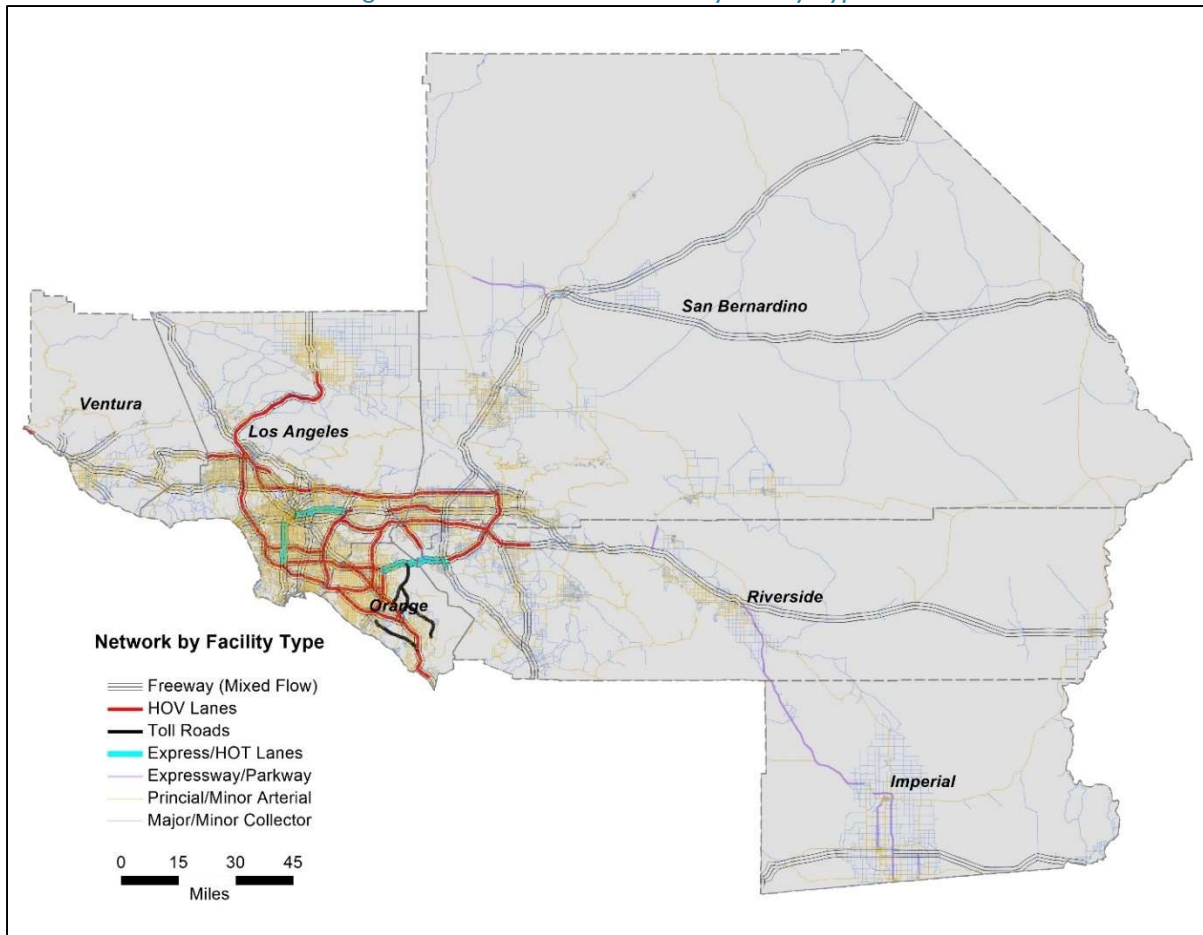 San Bernardino
Ventura
Los Angeles
Riverside
Orange
Imperial
Network by Facility Type
Freeway (Mixed Flow)
HOV Lanes
Toll Roads
Express/HOT Lanes
Expressway/Parkway
Princial/Minor Arterial
Major/Minor Collector
0 15 30 45
Miles